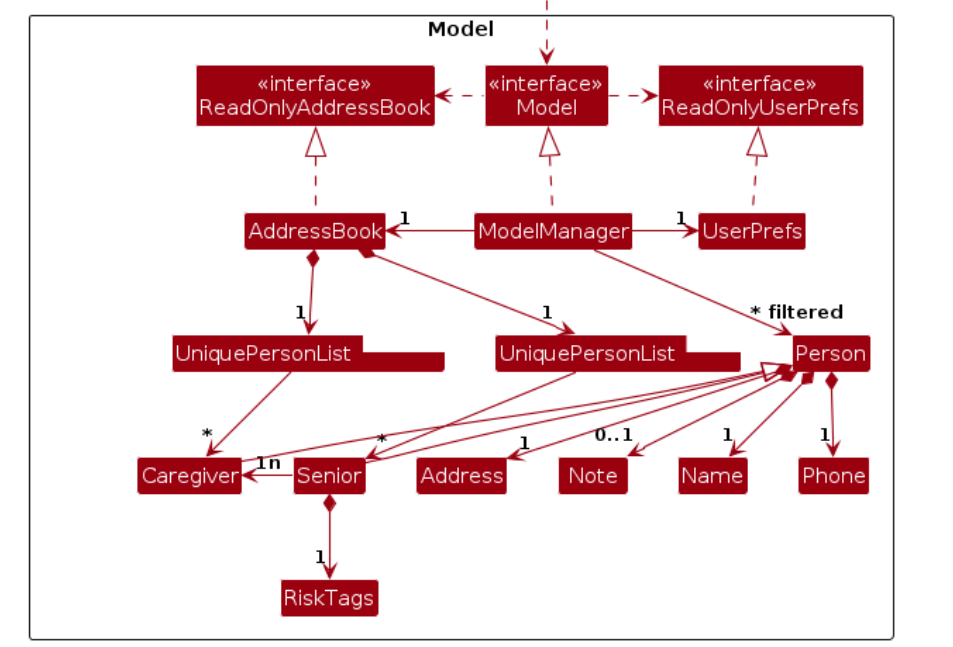 Model
«interface»
ReadOnlyAddressBook
«interface»
Model
«interface»
ReadOnlyUserPrefs
AddressBook
1
ModelManager
1
UserPrefs
1
1
* filtered
UniquePersonList
UniquePersonList
Person
*
*
1
0..1
1
1
Caregiver
1n
Senior
Address
Note
Name
Phone
1
RiskTags